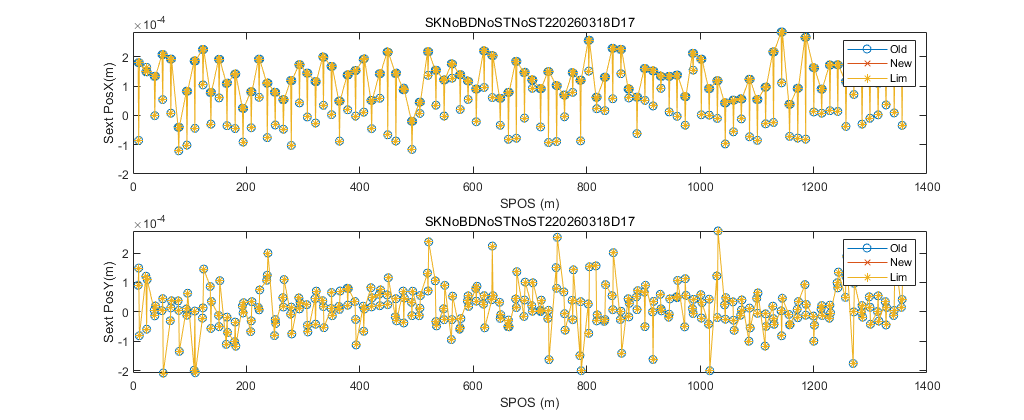 SKNoBDNoSTNoST220260318D17
×10⁻⁴
Sext PosX(m)
2
1
0
-1
-2
0 200 400 600 800 1000 1200 1400
SPOS (m)
Old
New
Lim
SKNoBDNoSTNoST220260318D17
×10⁻⁴
Sext PosY(m)
2
1
0
-1
-2
0 200 400 600 800 1000 1200 1400
SPOS (m)
Old
New
Lim